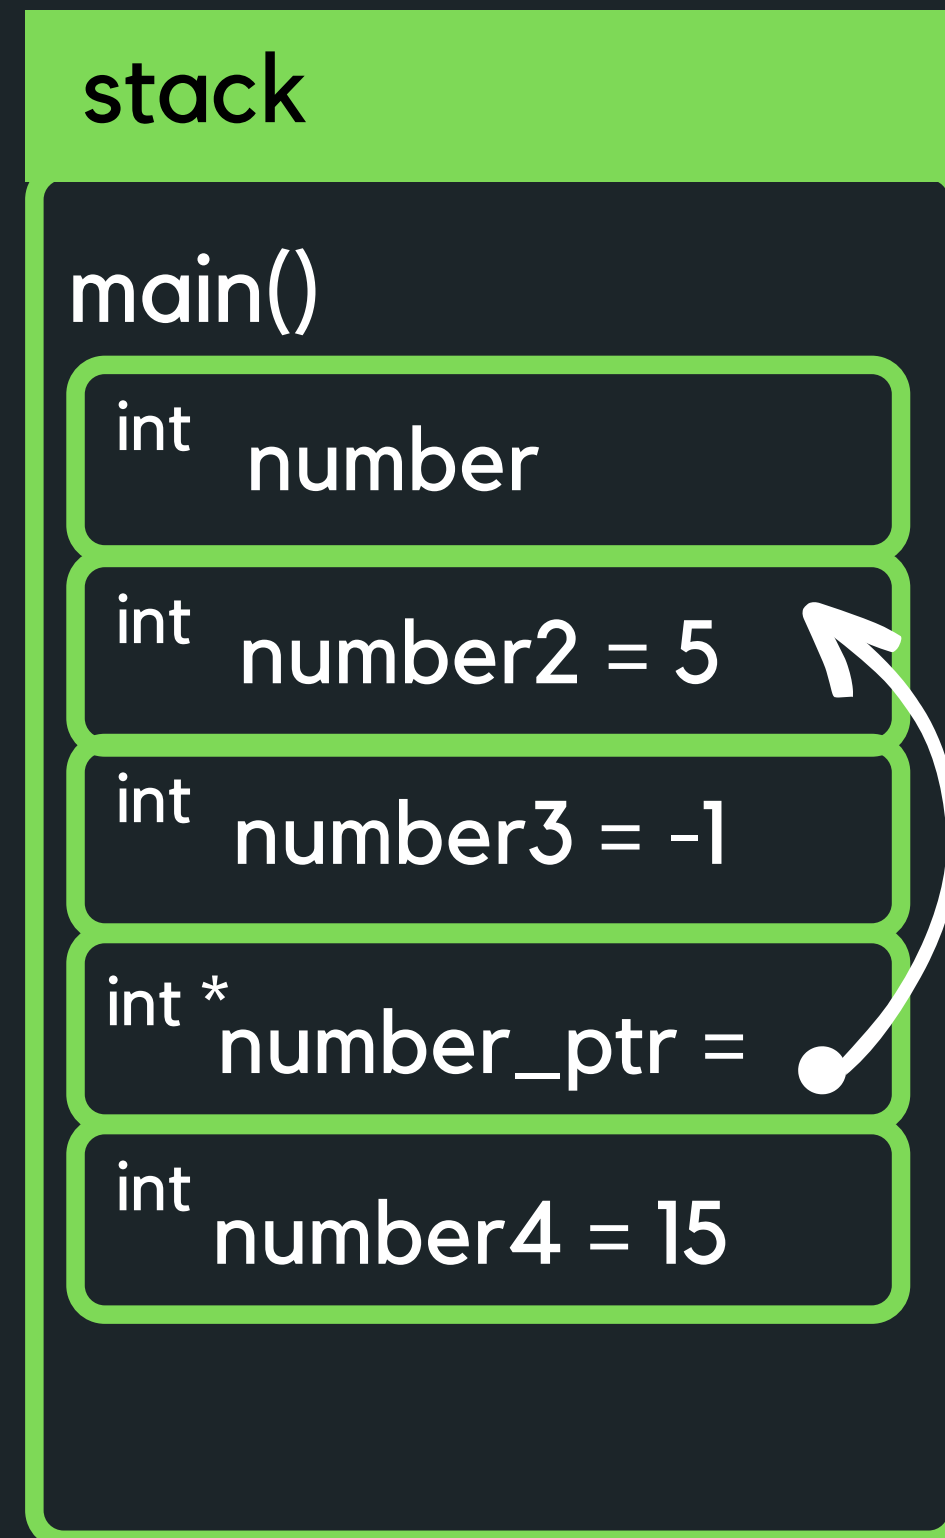 stack
main()
int number
int number2 = 5
int number3 = -1
int * number_ptr =
int number4 = 15